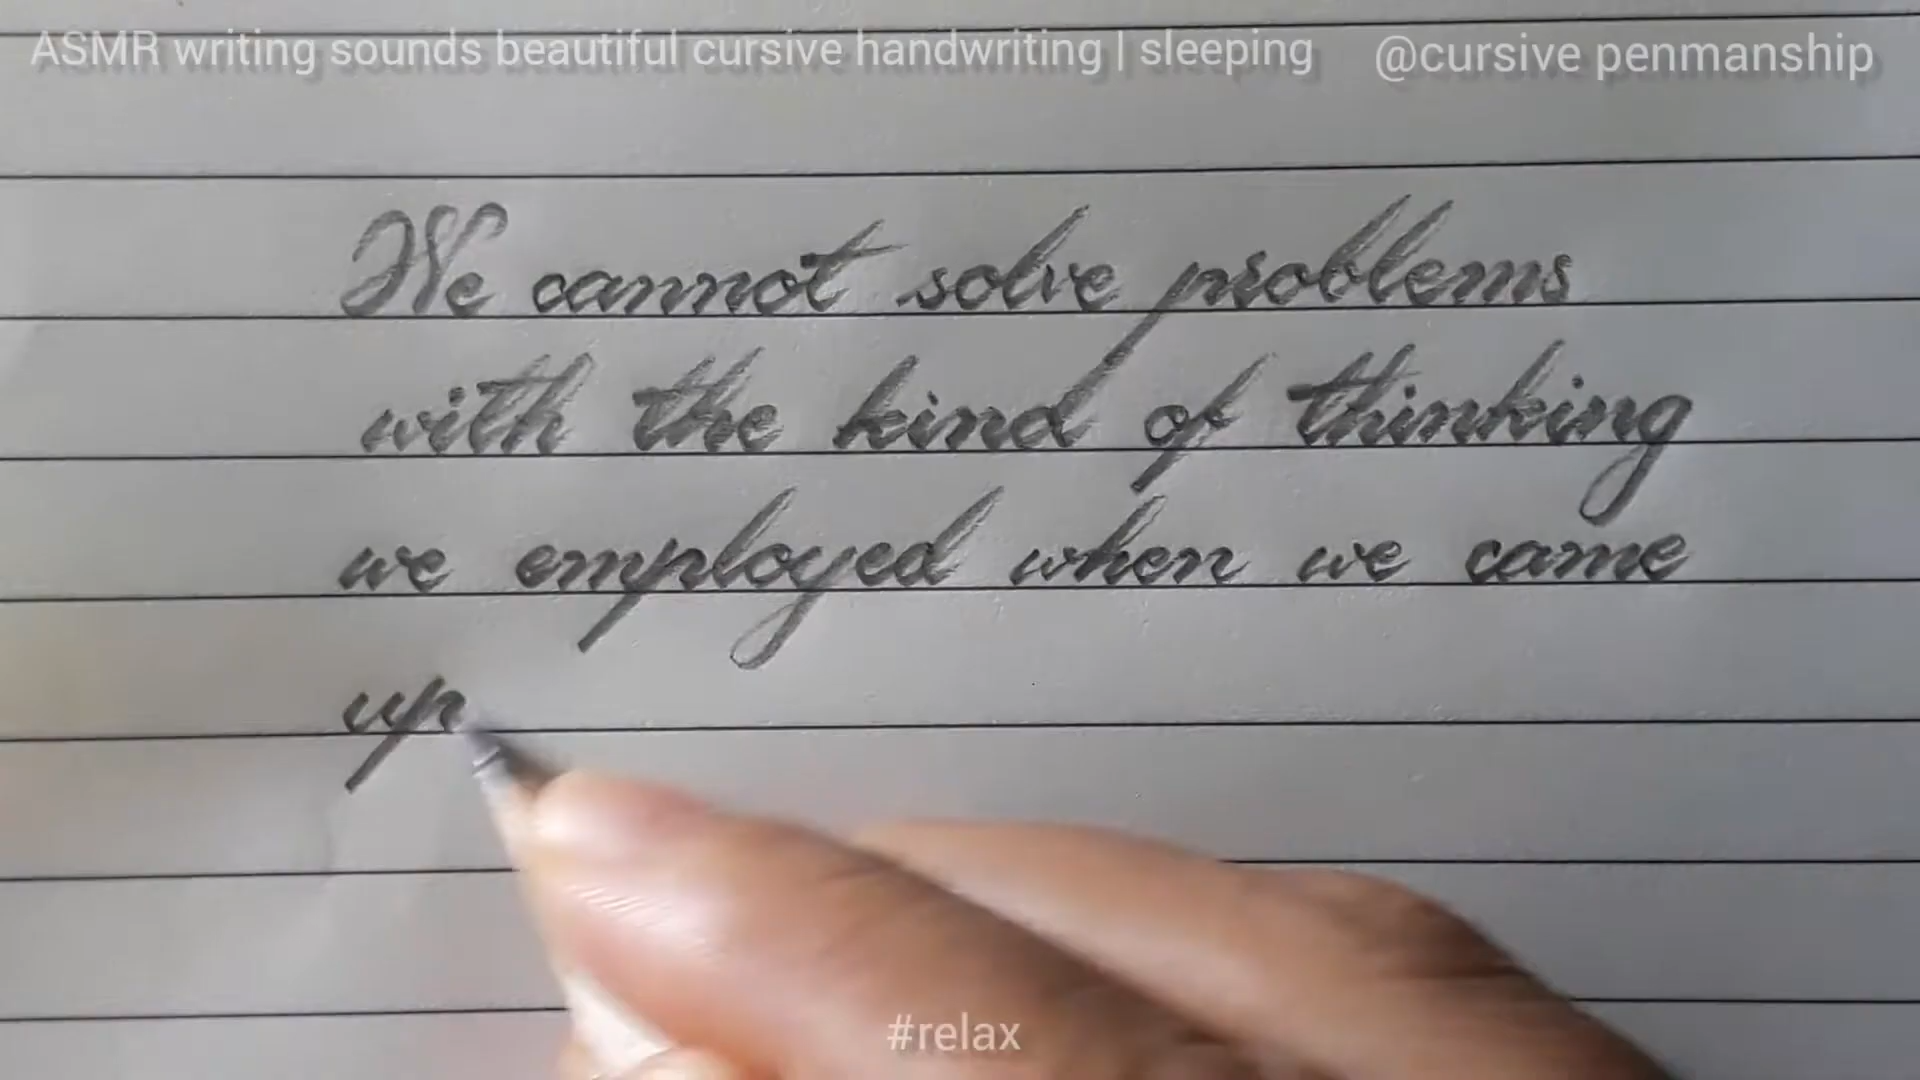 ASMR writing sounds beautiful cursive handwriting | sleeping @cursive penmanship
We cannot solve problems
with the kind of thinking
we employed when we came
up
#relax